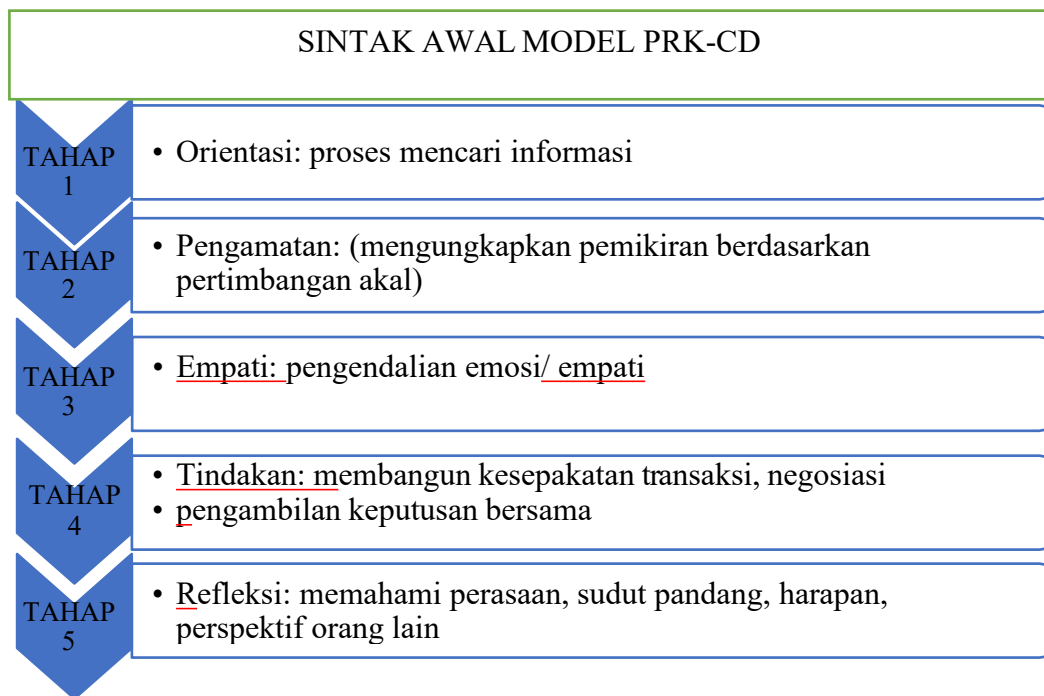 SINTAK AWAL MODEL PRK-CD
TAHAP
1
• Orientasi: proses mencari informasi
TAHAP
2
• Pengamatan: (mengungkapkan pemikiran berdasarkan
pertimbangan akal)
TAHAP
3
• Empati: pengendalian emosi/ empati
TAHAP
4
• Tindakan: membangun kesepakatan transaksi, negosiasi
• pengambilan keputusan bersama
TAHAP
5
• Refleksi: memahami perasaan, sudut pandang, harapan,
perspektif orang lain